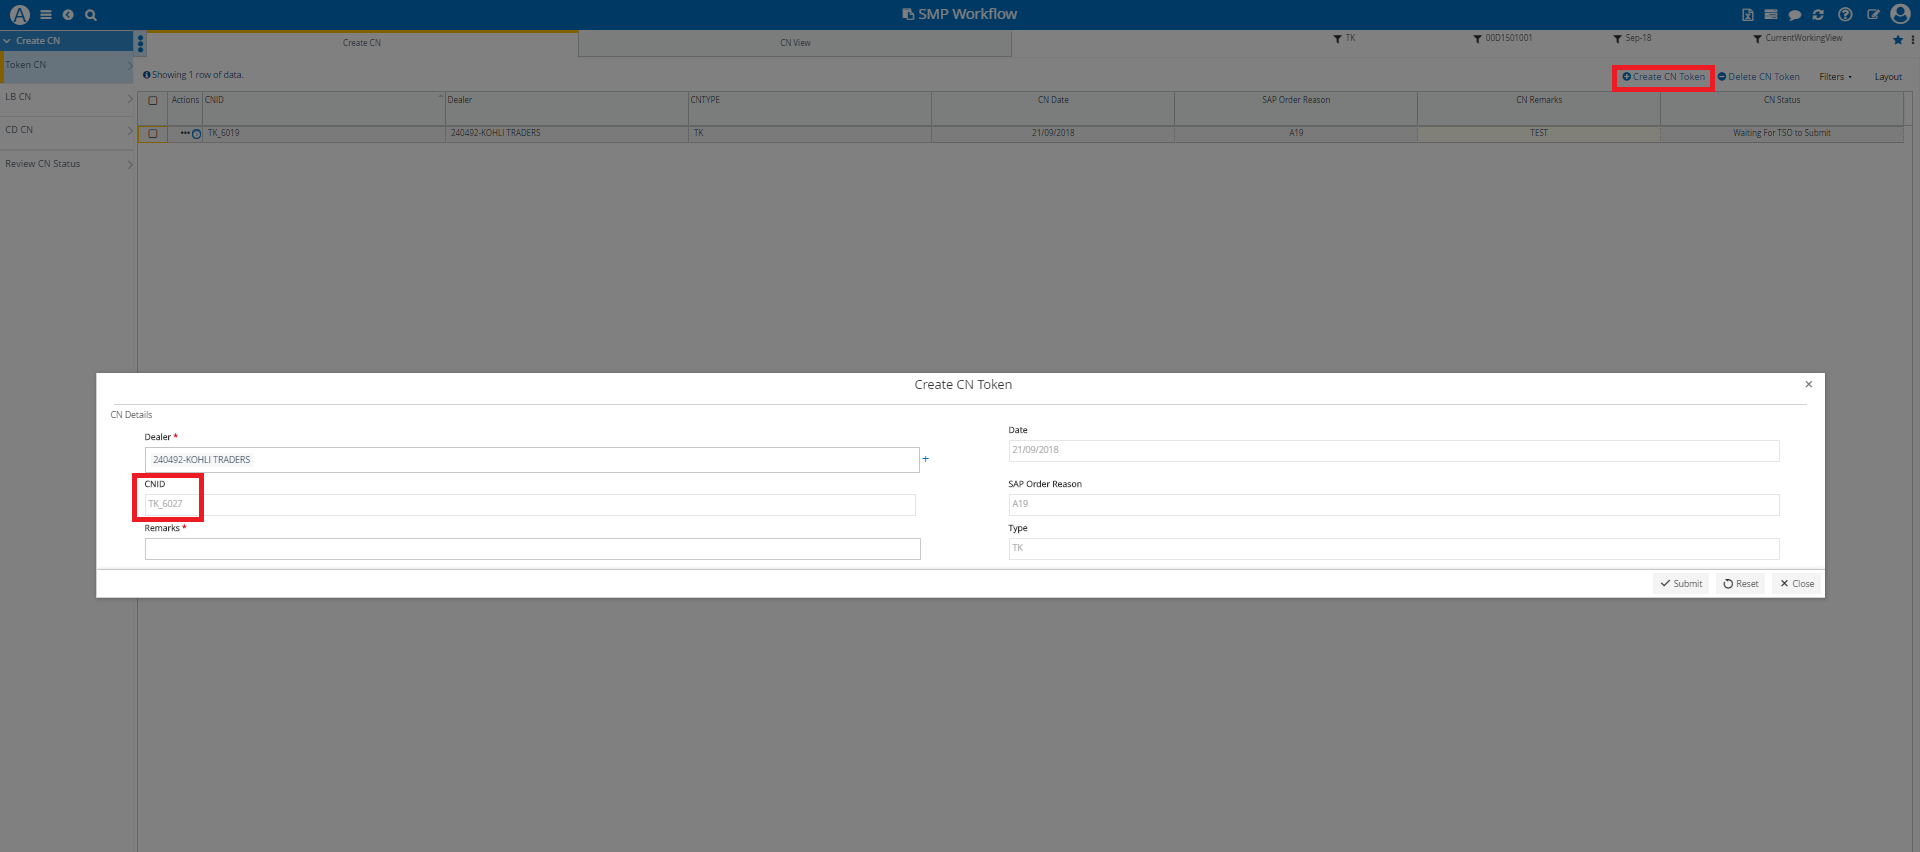 SMP Workflow
Create CN
Token CN
LB CN
CD CN
Review CN Status
Create CN
CN View
TK
00D1501001
Sep-18
CurrentWorkingView
Showing 1 row of data.
Create CN Token
Delete CN Token
Filters
Layout
Actions CNID Dealer CNTYPE CN Date SAP Order Reason CN Remarks CN Status
TK_6019 240492-KOHLI TRADERS TK 21/09/2018 A19 TEST Waiting For TSO to Submit
Create CN Token
CN Details
Dealer *
240492-KOHLI TRADERS
+
Date
21/09/2018
CNID
TK_6027
SAP Order Reason
A19
Remarks *
Type
TK
Submit
Reset
Close